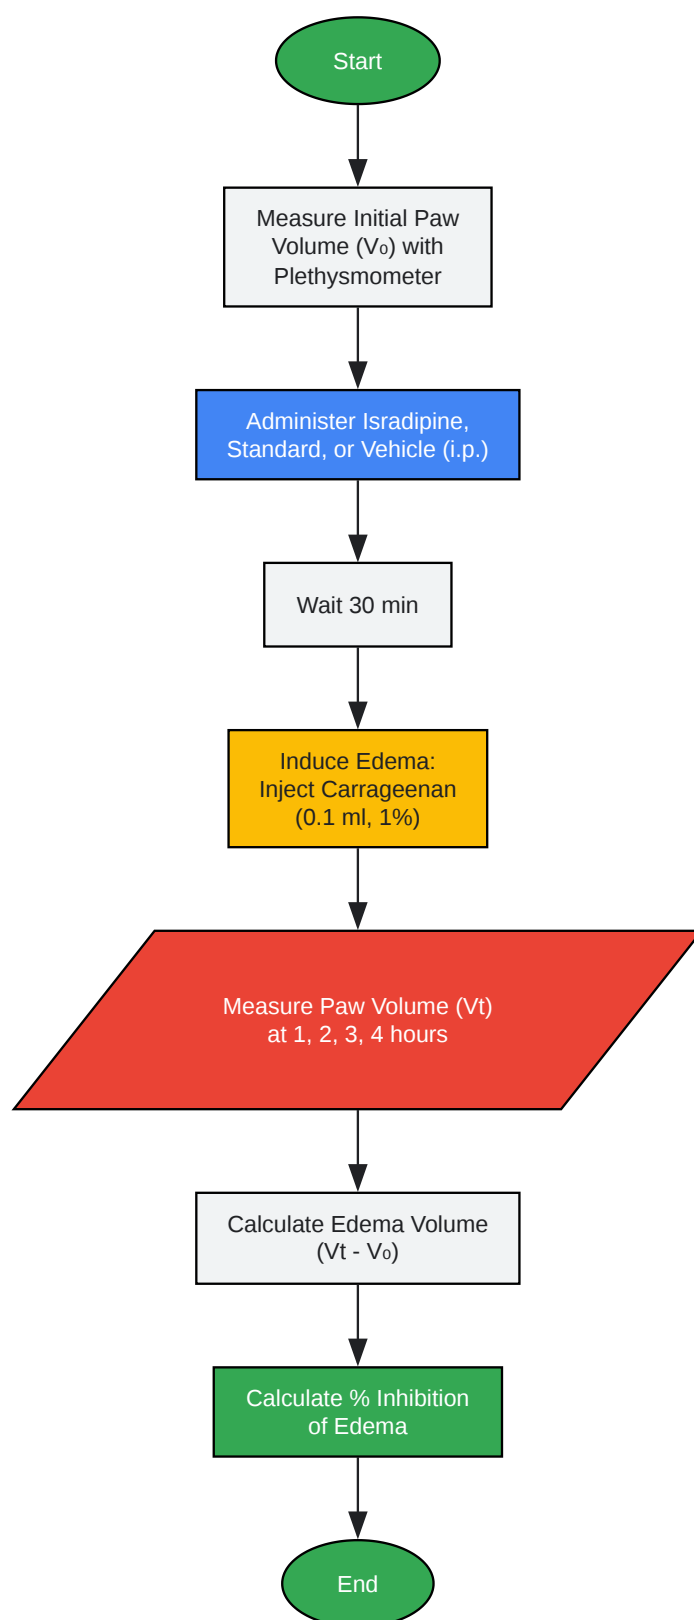 Start
Measure Initial Paw
Volume (V₀) with
Plethysmometer
Administer Isradipine,
Standard, or Vehicle (i.p.)
Wait 30 min
Induce Edema:
Inject Carrageenan
(0.1 ml, 1%)
Measure Paw Volume (Vt)
at 1, 2, 3, 4 hours
Calculate Edema Volume
(Vt - V₀)
Calculate % Inhibition
of Edema
End